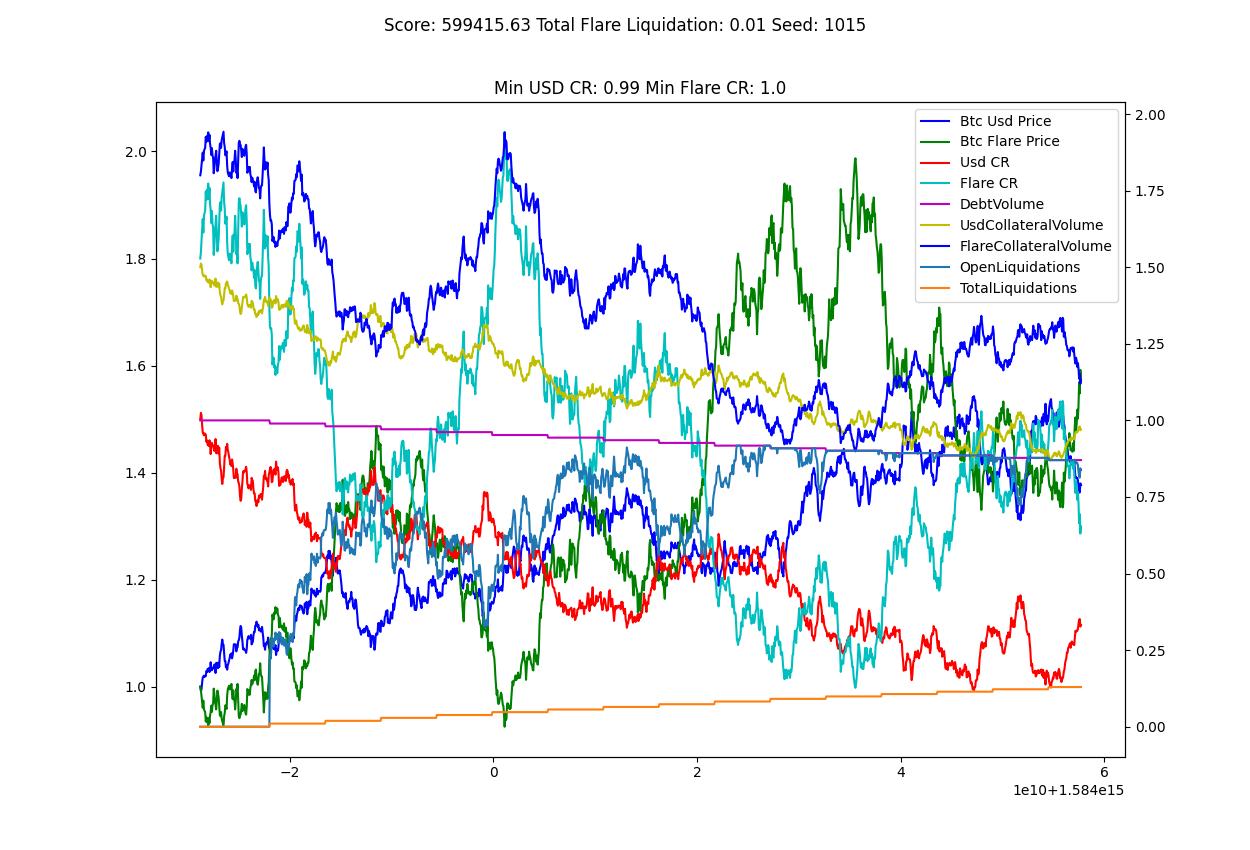 Score: 599415.63 Total Flare Liquidation: 0.01 Seed: 1015
Min USD CR: 0.99 Min Flare CR: 1.0
Btc Usd Price
Btc Flare Price
Usd CR
Flare CR
DebtVolume
UsdCollateralVolume
FlareCollateralVolume
OpenLiquidations
TotalLiquidations
2.0
1.8
1.6
1.4
1.2
1.0
2.00
1.75
1.50
1.25
1.00
0.75
0.50
0.25
0.00
−2
0
2
4
6
1e10+1.584e15